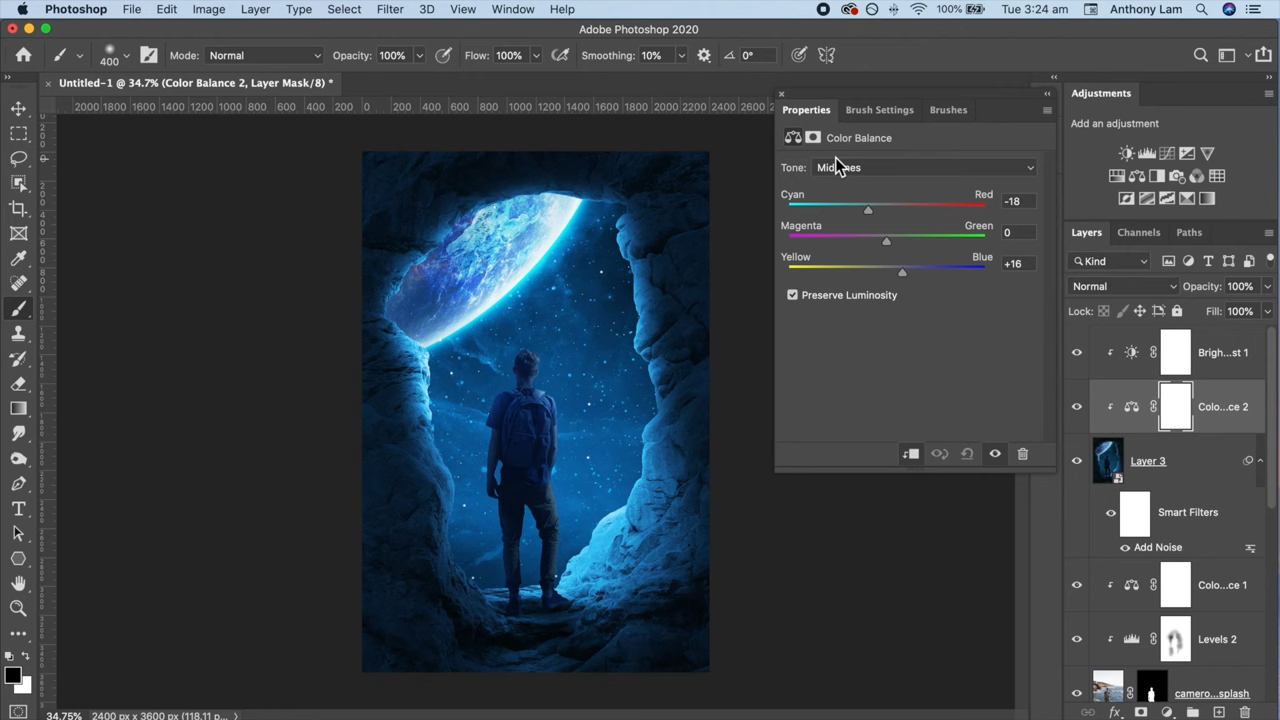 Photoshop File Edit Image Layer Type Select Filter 3D View Window Help 100% Tue 3:24 am Anthony Lam
Adobe Photoshop 2020
400 Mode: Normal Opacity: 100% Flow: 100% Smoothing: 10% 0°
Untitled-1 @ 34.7% (Color Balance 2, Layer Mask/8) *
2000 1800 1600 1400 1200 1000 800 600 400 200 0 200 400 600 800 1000 1200 1400 1600 1800 2000 2200 2400
Properties Brush Settings Brushes
Color Balance
Tone:
Cyan Red -18
Magenta Green 0
Yellow Blue +16
Preserve Luminosity
Adjustments
Add an adjustment
Layers Channels Paths
Kind
Normal Opacity: 100%
Lock: Fill: 100%
Brigh...st 1
Colo...ce 2
Layer 3
Smart Filters
Add Noise
Colo...ce 1
Levels 2
camero...splash
34.75% 2400 px x 3600 px (118.11 p...